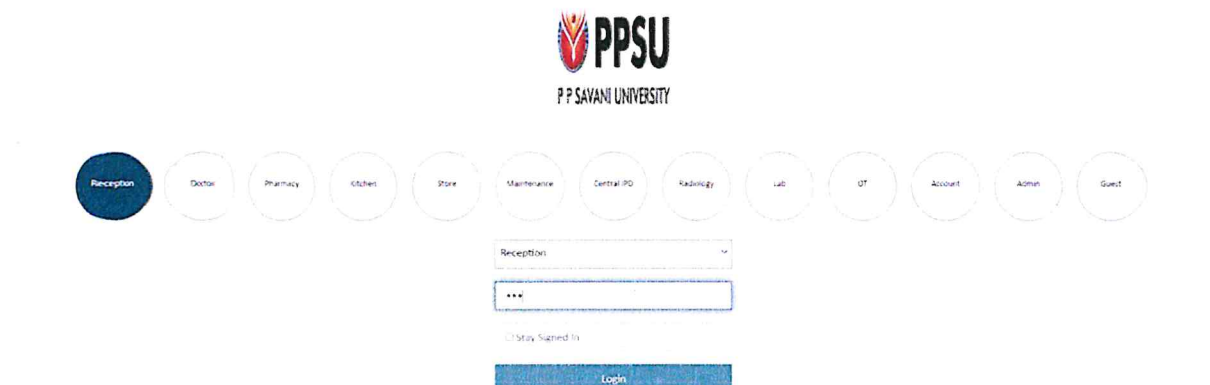 PPSU
P P SAVANI UNIVERSITY
Reception Doctor Pharmacy Kitchen Store Maintenance Central IPD Radiology Lab OT Account Admin Guest
Reception
•••
Stay Signed In
Login